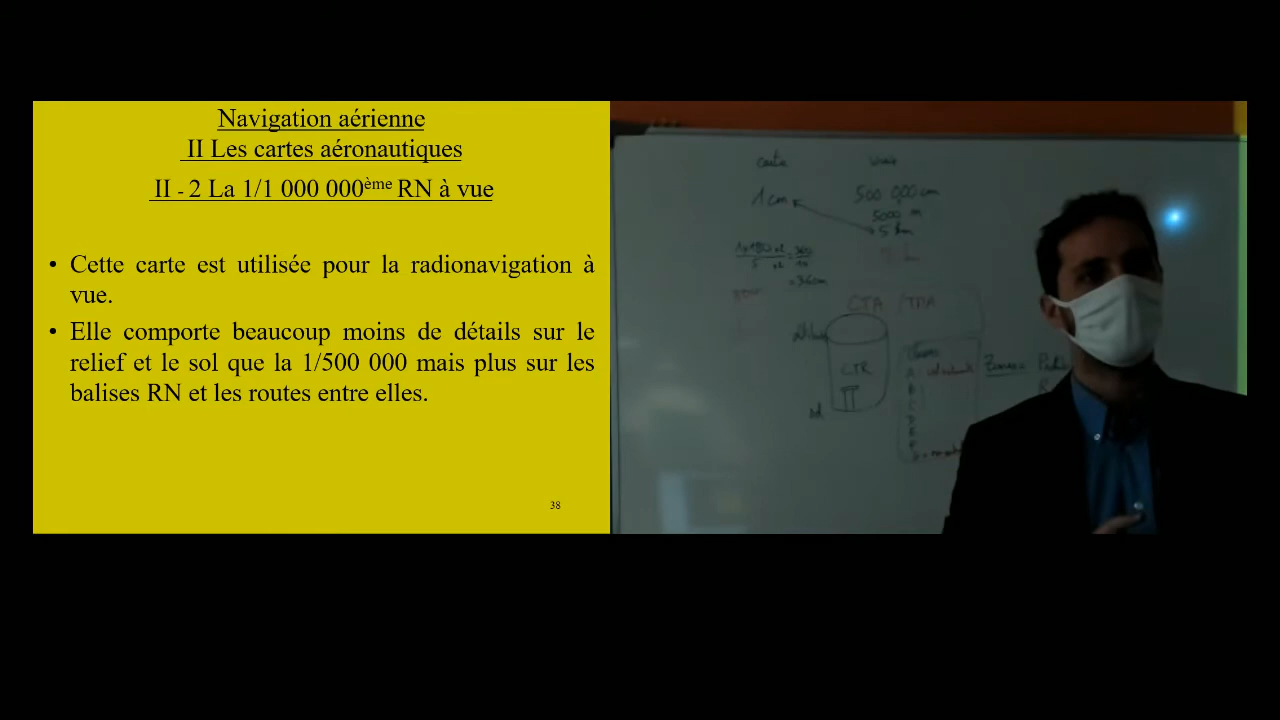 Navigation aérienne
II Les cartes aéronautiques
II - 2 La 1/1 000 000ème RN à vue
• Cette carte est utilisée pour la radionavigation à
vue.
• Elle comporte beaucoup moins de détails sur le
relief et le sol que la 1/500 000 mais plus sur les
balises RN et les routes entre elles.
38
carte
1 cm
5000 m
5 km
CTA / TMA
CTR
A
B
C
D
E
F